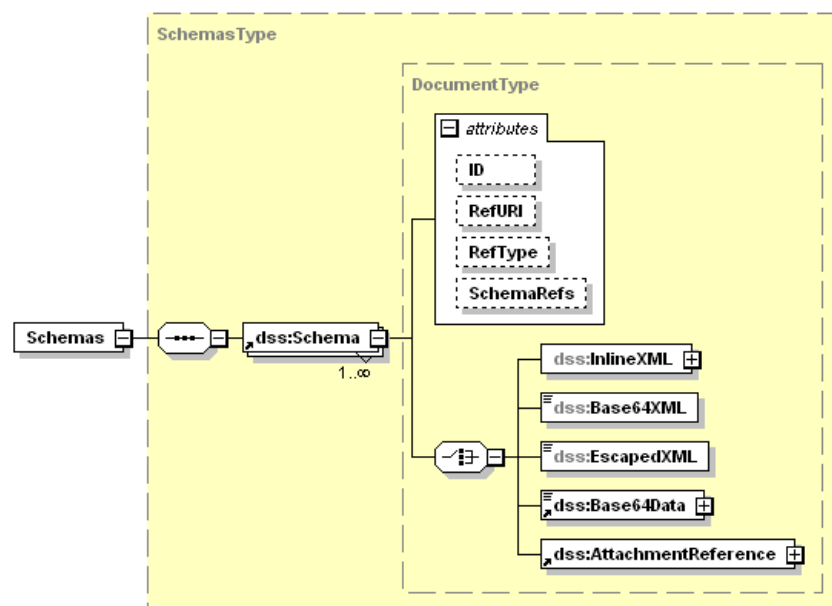 SchemasType
DocumentType
attributes
ID
RefURI
RefType
SchemaRefs
Schemas
dss:Schema
1..∞
dss:InlineXML
dss:Base64XML
dss:EscapedXML
dss:Base64Data
dss:AttachmentReference